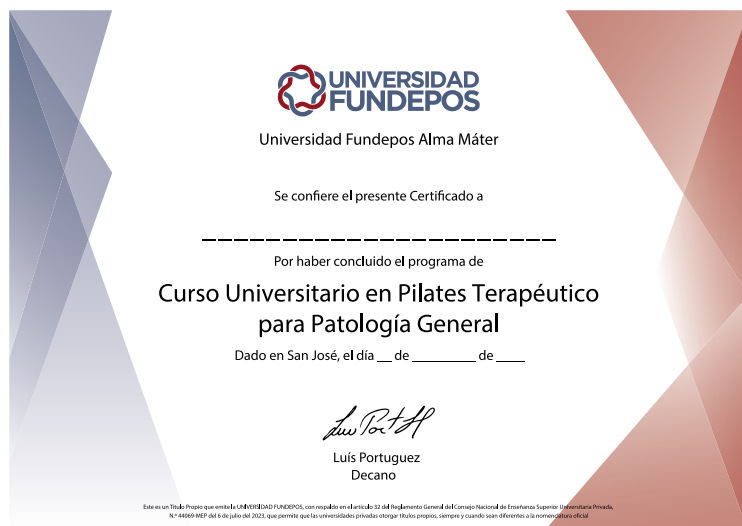 UNIVERSIDAD
FUNDEPOS
Universidad Fundepos Alma Máter
Se confiere el presente Certificado a
Por haber concluido el programa de
Curso Universitario en Pilates Terapéutico
para Patología General
Dado en San José, el día __ de ________ de ____
Luís Portuguez
Decano
Este es un Título Propio que emite la UNIVERSIDAD FUNDEPOS, con respaldo en el artículo 32 del Reglamento General del Consejo Nacional de Enseñanza Superior Universitaria Privada,
N.º 44069-MEP del 6 de julio del 2023, que permite que las universidades privadas otorgar títulos propios, siempre y cuando sean diferentes a la nomenclatura oficial